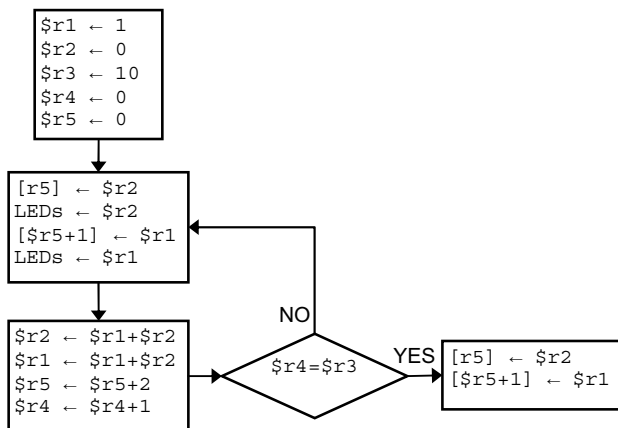 $r1 ← 1
$r2 ← 0
$r3 ← 10
$r4 ← 0
$r5 ← 0
[r5] ← $r2
LEDs ← $r2
[$r5+1] ← $r1
LEDs ← $r1
$r2 ← $r1+$r2
$r1 ← $r1+$r2
$r5 ← $r5+2
$r4 ← $r4+1
NO
$r4=$r3
YES
[r5] ← $r2
[$r5+1] ← $r1